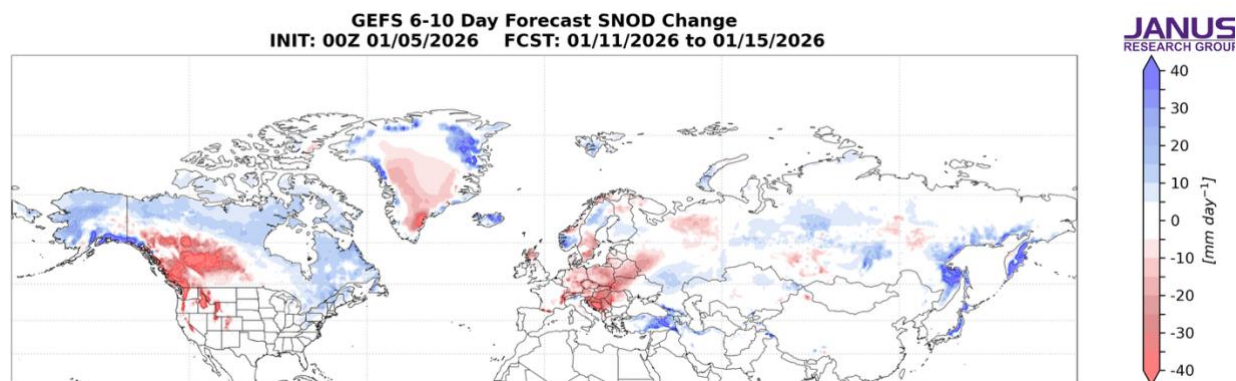 GEFS 6-10 Day Forecast SNOD Change
INIT: 00Z 01/05/2026    FCST: 01/11/2026 to 01/15/2026
JANUS
RESEARCH GROUP
40
30
20
10
0
-10
-20
-30
-40
[mm day⁻¹]